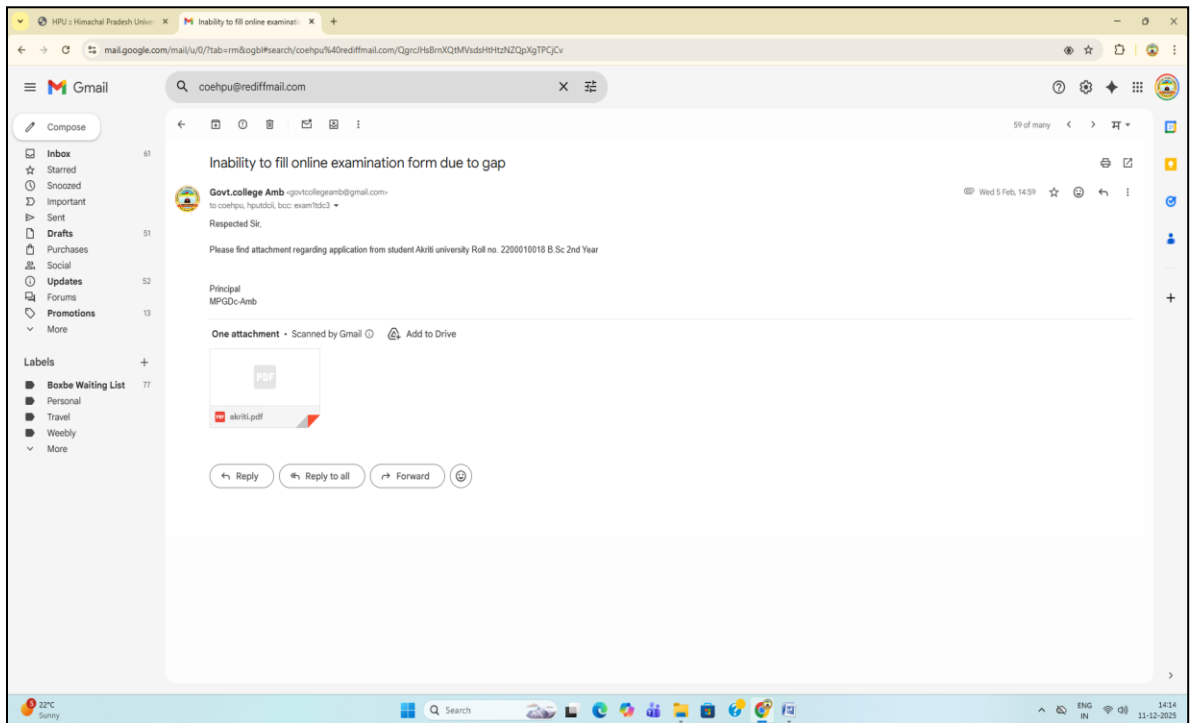 HPU :: Himachal Pradesh Univer
Inability to fill online examinatio
mail.google.com/mail/u/0/?tab=rm&ogbl#search/coehpu%40rediffmail.com/QgrcJHsBrnXQtMVsdsHtHtzNZQpXgTPCjCv
Gmail
coehpu@rediffmail.com
Compose
59 of many
Inbox 61
Starred
Snoozed
Important
Sent
Drafts 51
Purchases
Social
Updates 52
Forums
Promotions 13
More
Labels
Boxbe Waiting List 77
Personal
Travel
Weebly
More
Inability to fill online examination form due to gap
Govt.college Amb <govtcollegeamb@gmail.com>
Wed 5 Feb, 14:59
to coehpu, hputdcii, bcc: exam1tdc3
Respected Sir,
Please find attachment regarding application from student Akriti university Roll no. 2200010018 B.Sc 2nd Year
Principal
MPGDc-Amb
One attachment • Scanned by Gmail
Add to Drive
PDF
PDF akriti.pdf
Reply
Reply to all
Forward
22°C
Sunny
Search
ENG
IN
14:14
11-12-2025